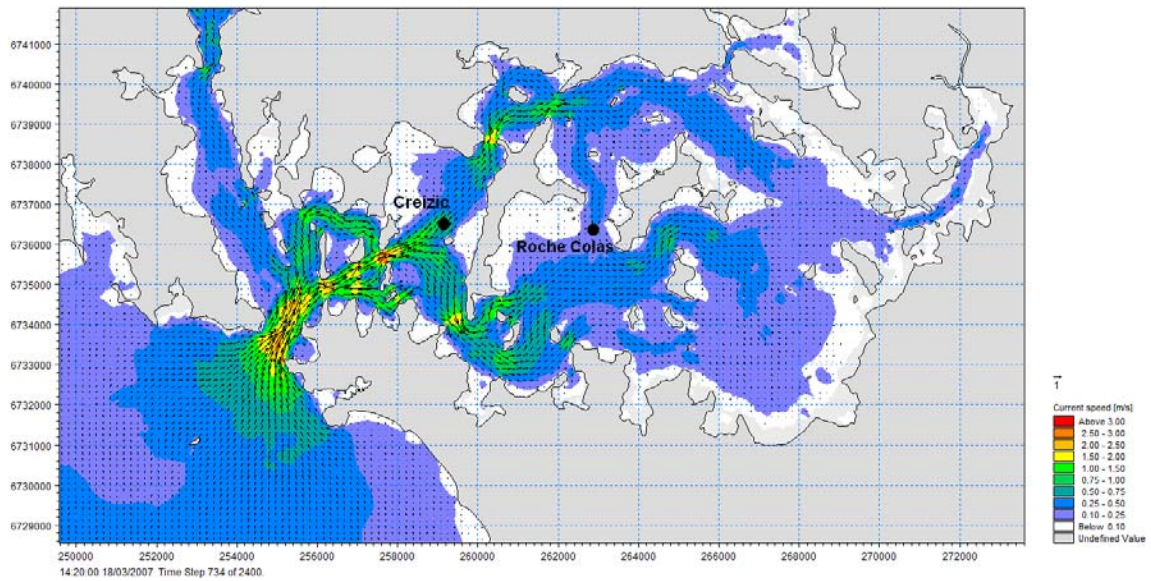 6741000
6740000
6739000
6738000
6737000
6736000
6735000
6734000
6733000
6732000
6731000
6730000
6729000
Creizic
Roche Colas
250000 252000 254000 256000 258000 260000 262000 264000 266000 268000 270000 272000
14:20:00 18/03/2007 Time Step 734 of 2400.
1
Current speed [m/s]
Above 3.00
2.50 - 3.00
2.00 - 2.50
1.50 - 2.00
1.00 - 1.50
0.75 - 1.00
0.50 - 0.75
0.25 - 0.50
0.10 - 0.25
Below 0.10
Undefined Value